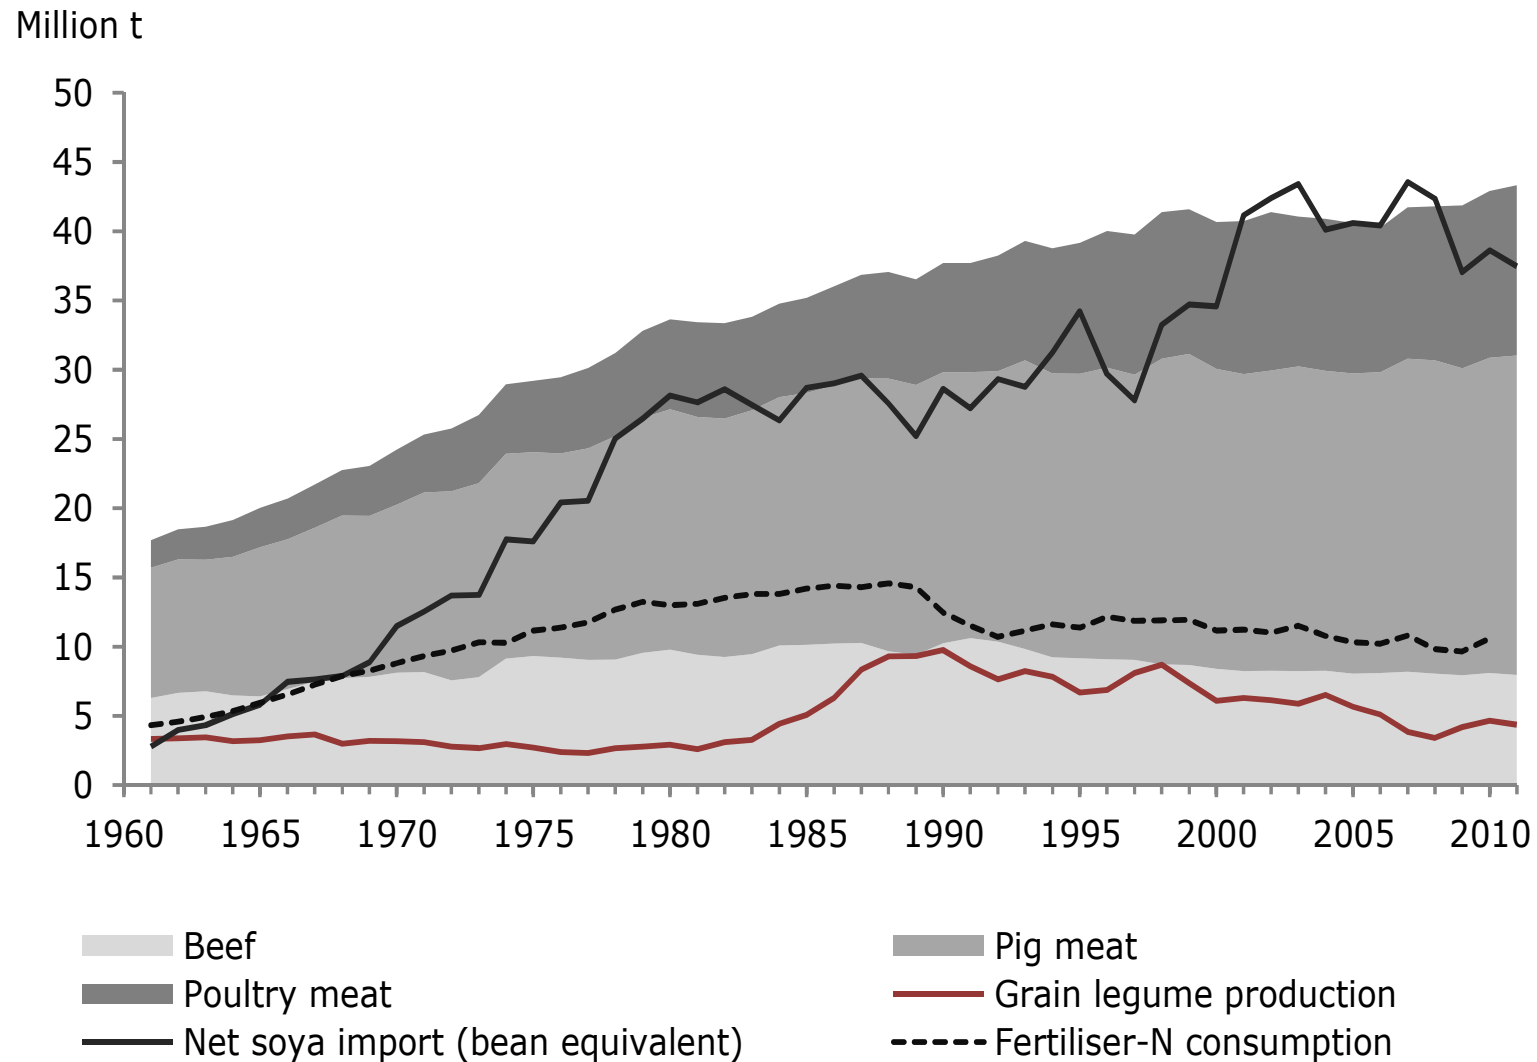 Million t
50
45
40
35
30
25
20
15
10
5
0
1960 1965 1970 1975 1980 1985 1990 1995 2000 2005 2010
Beef Pig meat
Poultry meat Grain legume production
Net soya import (bean equivalent) Fertiliser-N consumption